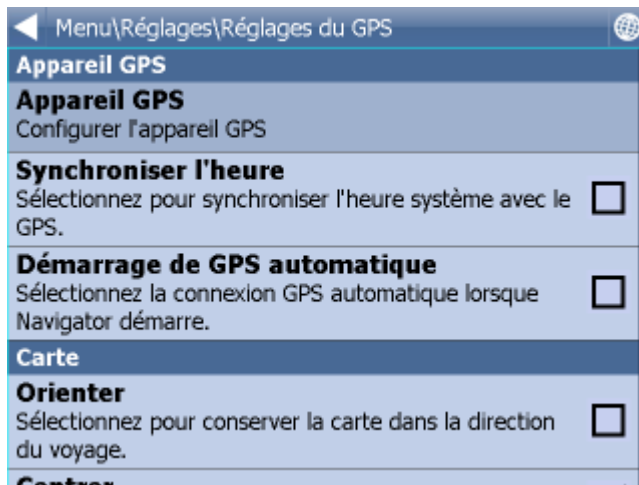 Menu\Réglages\Réglages du GPS
Appareil GPS
Appareil GPS
Configurer l'appareil GPS
Synchroniser l'heure
Sélectionnez pour synchroniser l'heure système avec le
GPS.
Démarrage de GPS automatique
Sélectionnez la connexion GPS automatique lorsque
Navigator démarre.
Carte
Orienter
Sélectionnez pour conserver la carte dans la direction
du voyage.
Centrer